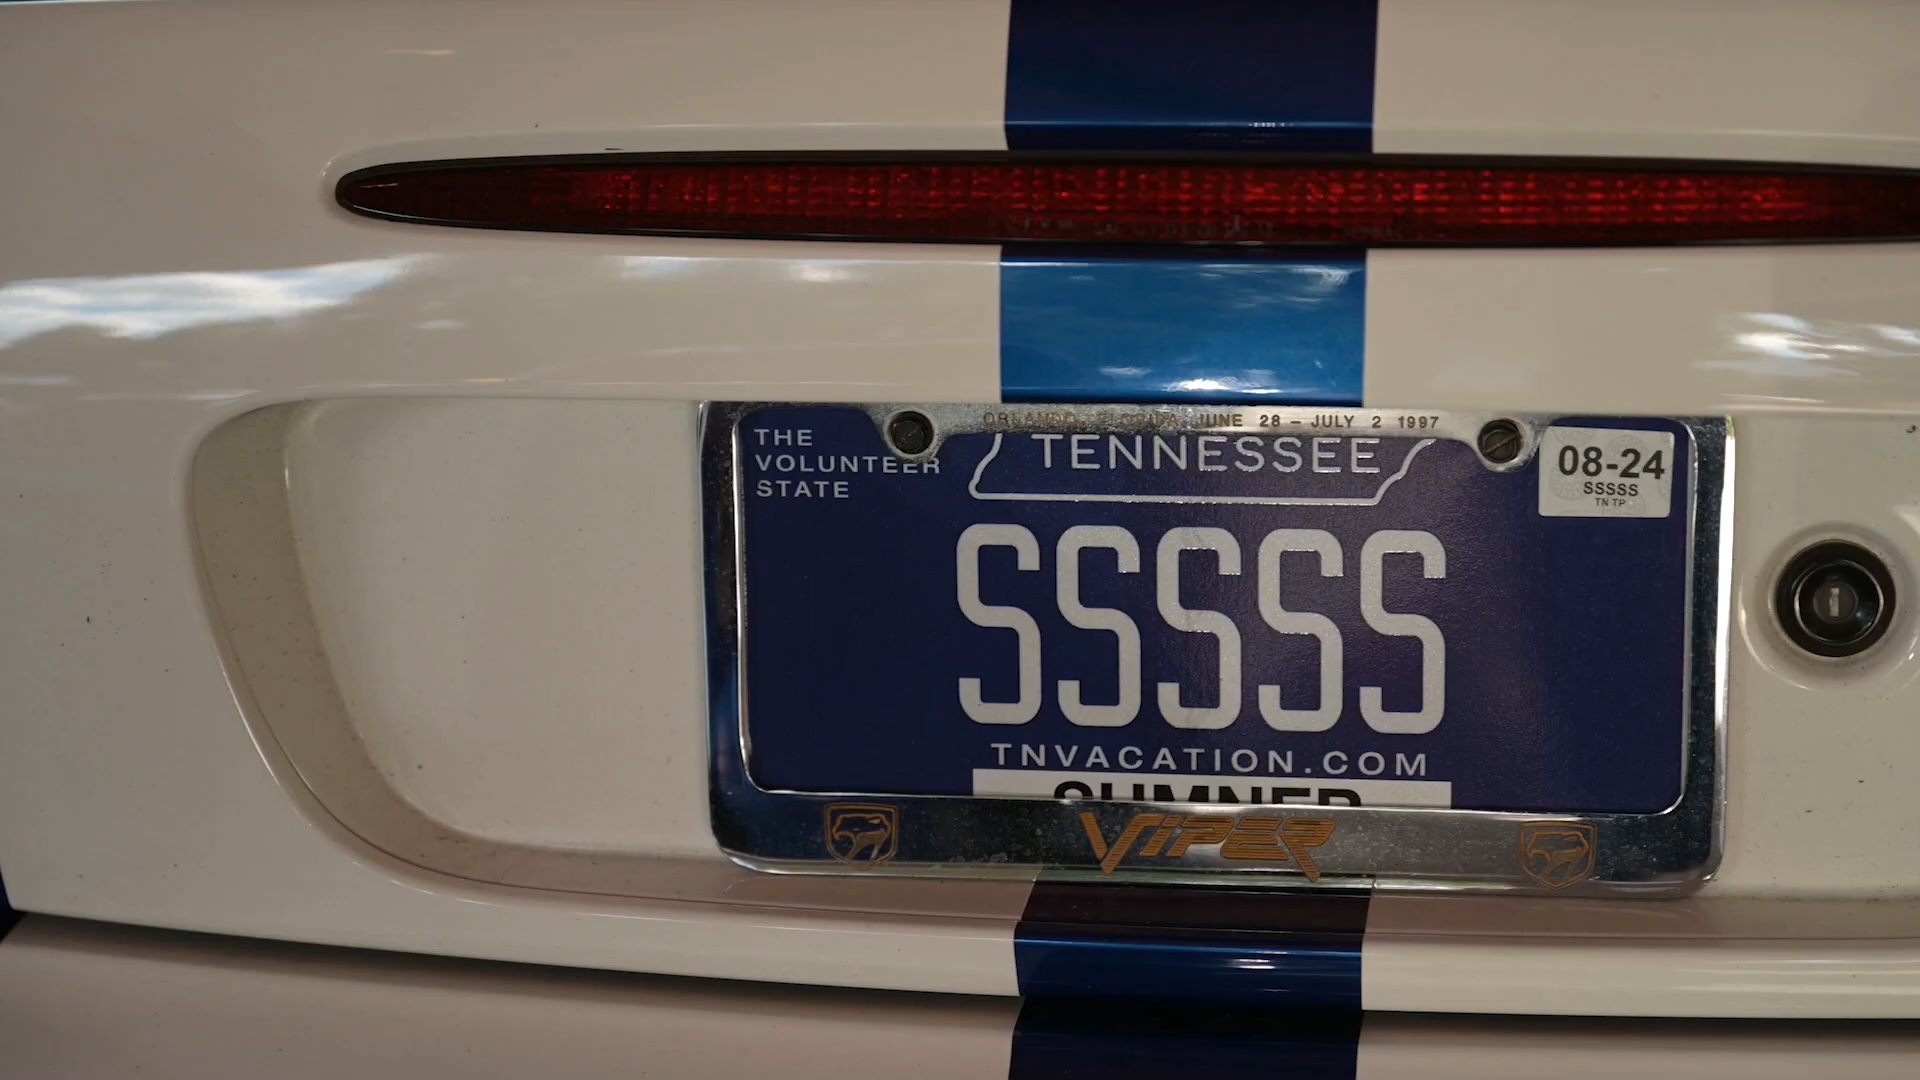 ORLANDO, FLORIDA JUNE 28 – JULY 2 1997
THE
VOLUNTEER
STATE
TENNESSEE
08-24
SSSSS
TN TP
SSSSS
TNVACATION.COM
SUMNER
VIPER